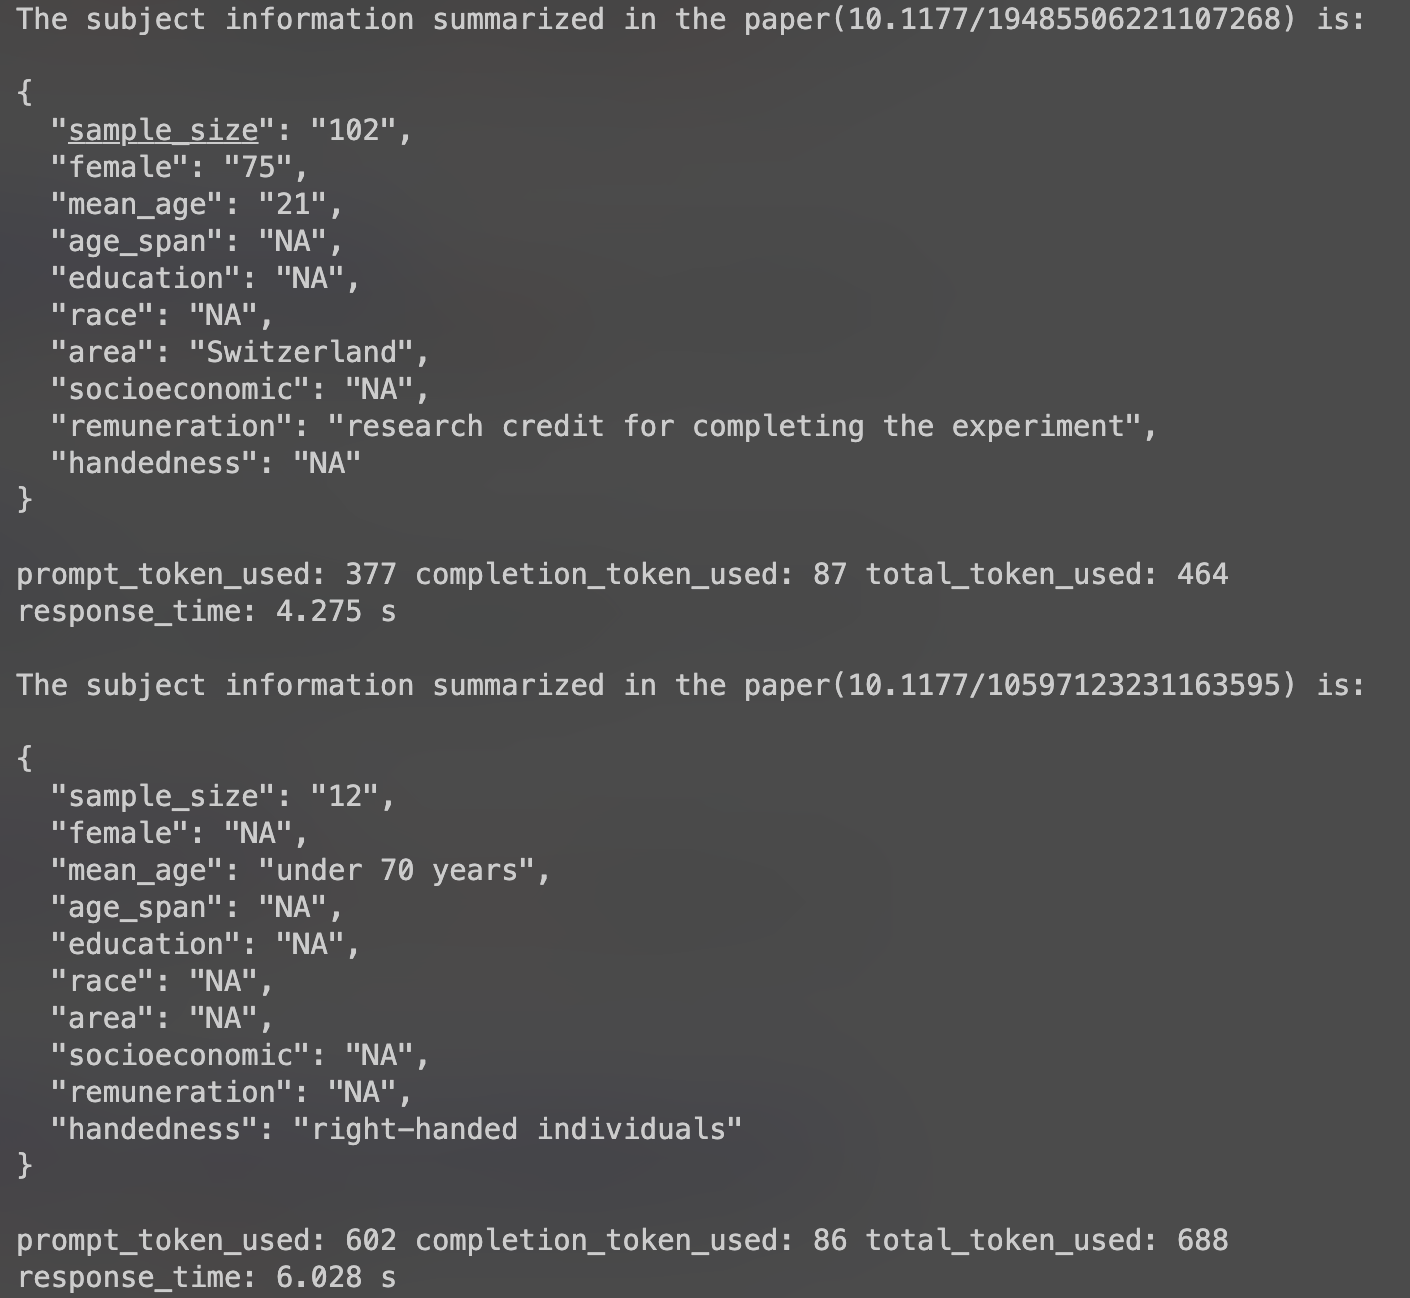 The subject information summarized in the paper(10.1177/19485506221107268) is:
{
"sample_size": "102",
"female": "75",
"mean_age": "21",
"age_span": "NA",
"education": "NA",
"race": "NA",
"area": "Switzerland",
"socioeconomic": "NA",
"remuneration": "research credit for completing the experiment",
"handedness": "NA"
}
prompt_token_used: 377 completion_token_used: 87 total_token_used: 464
response_time: 4.275 s
The subject information summarized in the paper(10.1177/10597123231163595) is:
{
"sample_size": "12",
"female": "NA",
"mean_age": "under 70 years",
"age_span": "NA",
"education": "NA",
"race": "NA",
"area": "NA",
"socioeconomic": "NA",
"remuneration": "NA",
"handedness": "right-handed individuals"
}
prompt_token_used: 602 completion_token_used: 86 total_token_used: 688
response_time: 6.028 s